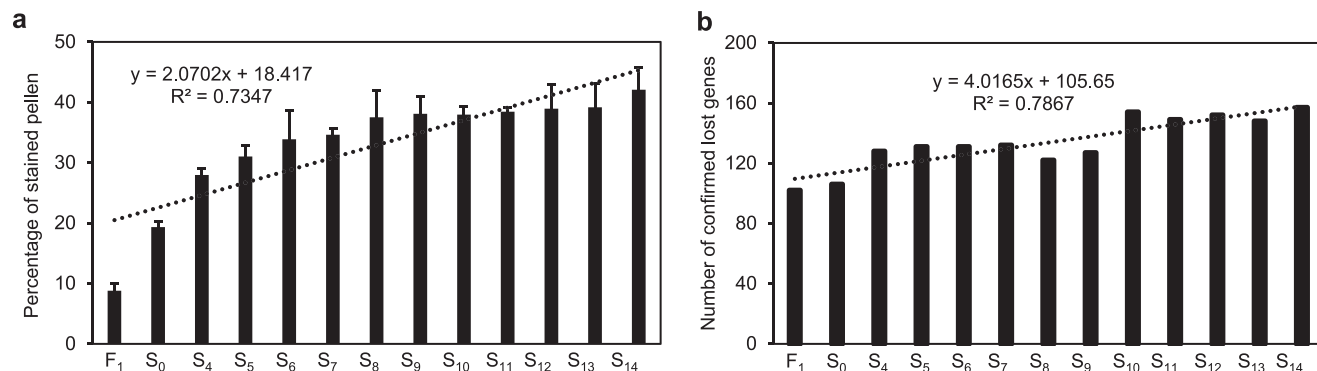 a
Percentage of stained pellen
50
40
30
20
10
0
y = 2.0702x + 18.417
R² = 0.7347
F₁ S₀ S₄ S₅ S₆ S₇ S₈ S₉ S₁₀ S₁₁ S₁₂ S₁₃ S₁₄
b
Number of confirmed lost genes
200
160
120
80
40
0
y = 4.0165x + 105.65
R² = 0.7867
F₁ S₀ S₄ S₅ S₆ S₇ S₈ S₉ S₁₀ S₁₁ S₁₂ S₁₃ S₁₄